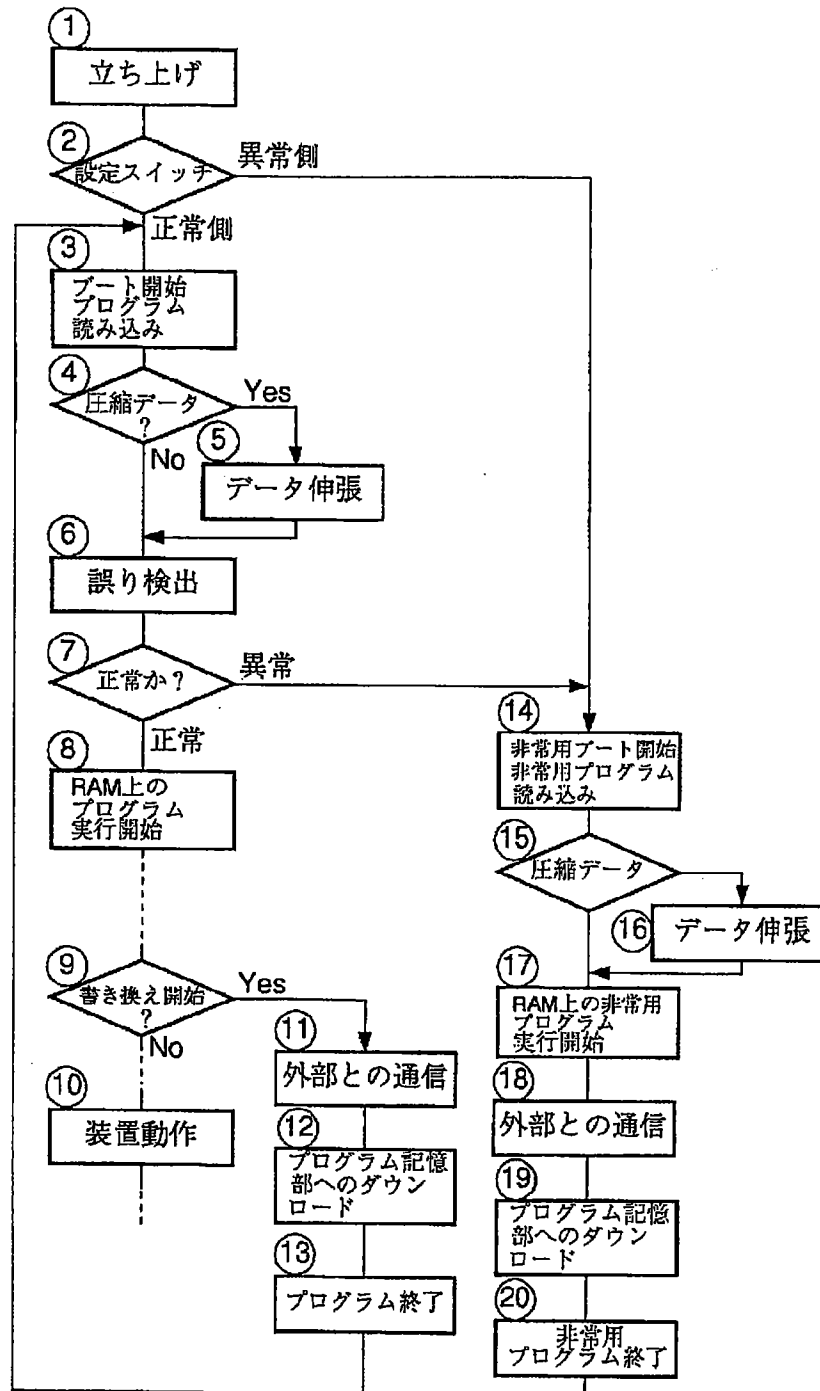 ①
立ち上げ
②
設定スイッチ
異常側
正常側
③
ブート開始
プログラム
読み込み
④
圧縮データ
?
Yes
No
⑤
データ伸張
⑥
誤り検出
⑦
正常か?
異常
正常
⑧
RAM上の
プログラム
実行開始
⑨
書き換え開始
?
Yes
No
⑩
装置動作
⑪
外部との通信
⑫
プログラム記憶
部へのダウン
ロード
⑬
プログラム終了
⑭
非常用ブート開始
非常用プログラム
読み込み
⑮
圧縮データ
⑯
データ伸張
⑰
RAM上の非常用
プログラム
実行開始
⑱
外部との通信
⑲
プログラム記憶
部へのダウン
ロード
⑳
非常用
プログラム終了